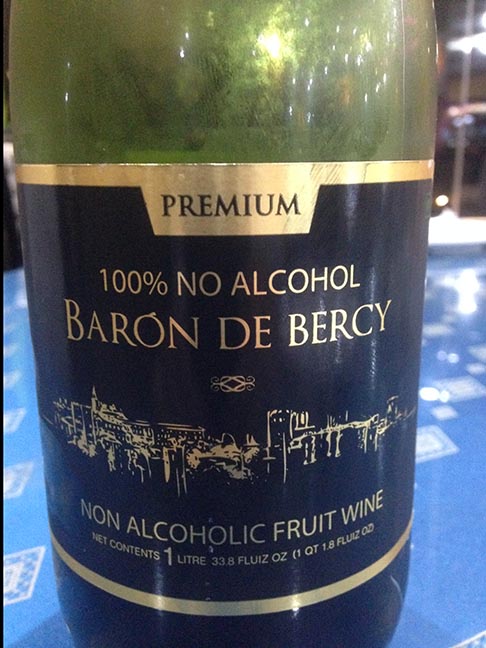 PREMIUM
100% NO ALCOHOL
BARÓN DE BERCY
NON ALCOHOLIC FRUIT WINE
NET CONTENTS 1 LITRE 33.8 FLUIZ OZ (1 QT 1.8 FLUIZ OZ)